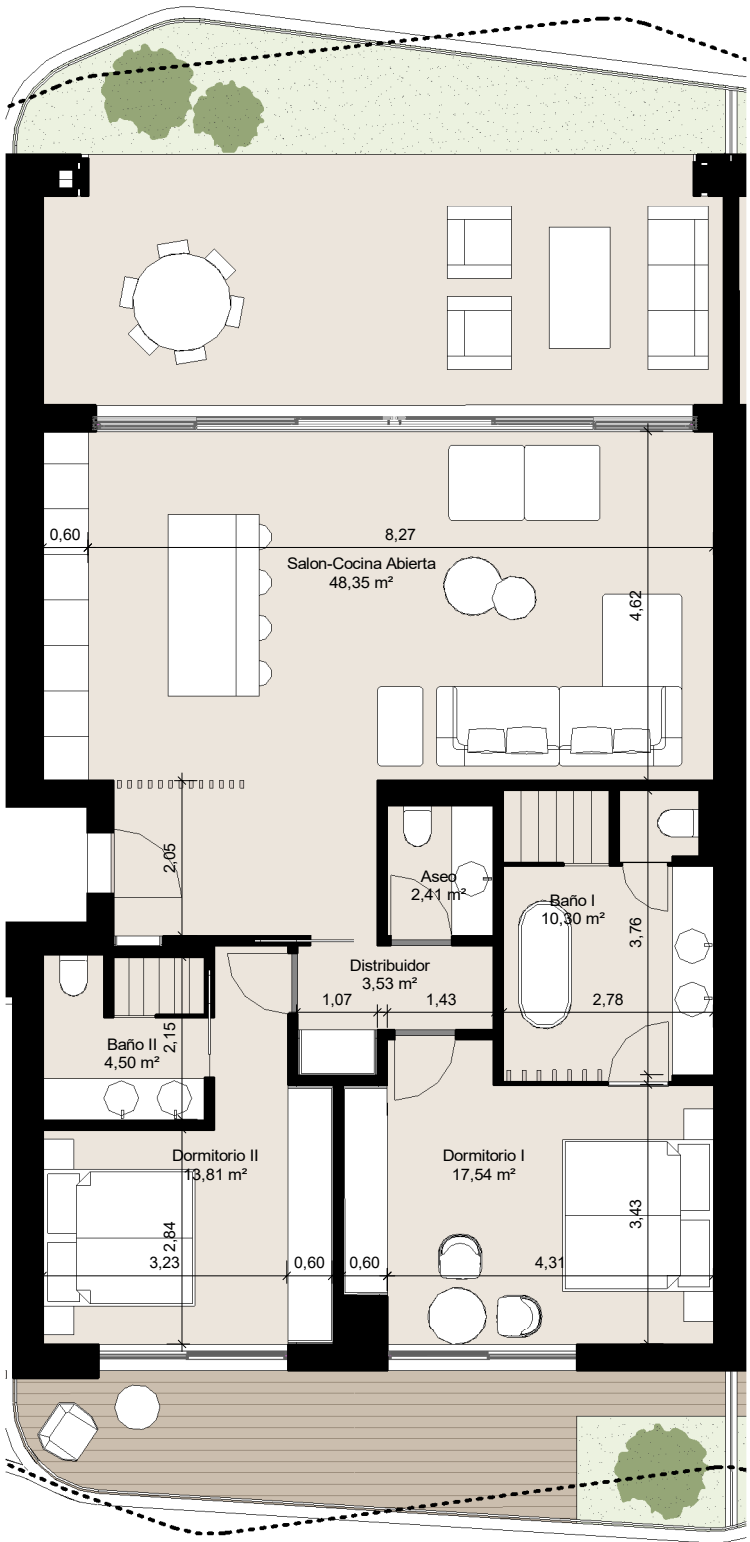 0,60
8,27
Salon-Cocina Abierta
48,35 m²
4,62
2,05
Aseo
2,41 m²
Baño I
10,30 m²
3,76
Distribuidor
3,53 m²
1,07
1,43
2,78
Baño II
4,50 m²
2,15
Dormitorio II
13,81 m²
Dormitorio I
17,54 m²
2,84
3,43
3,23
0,60
0,60
4,31